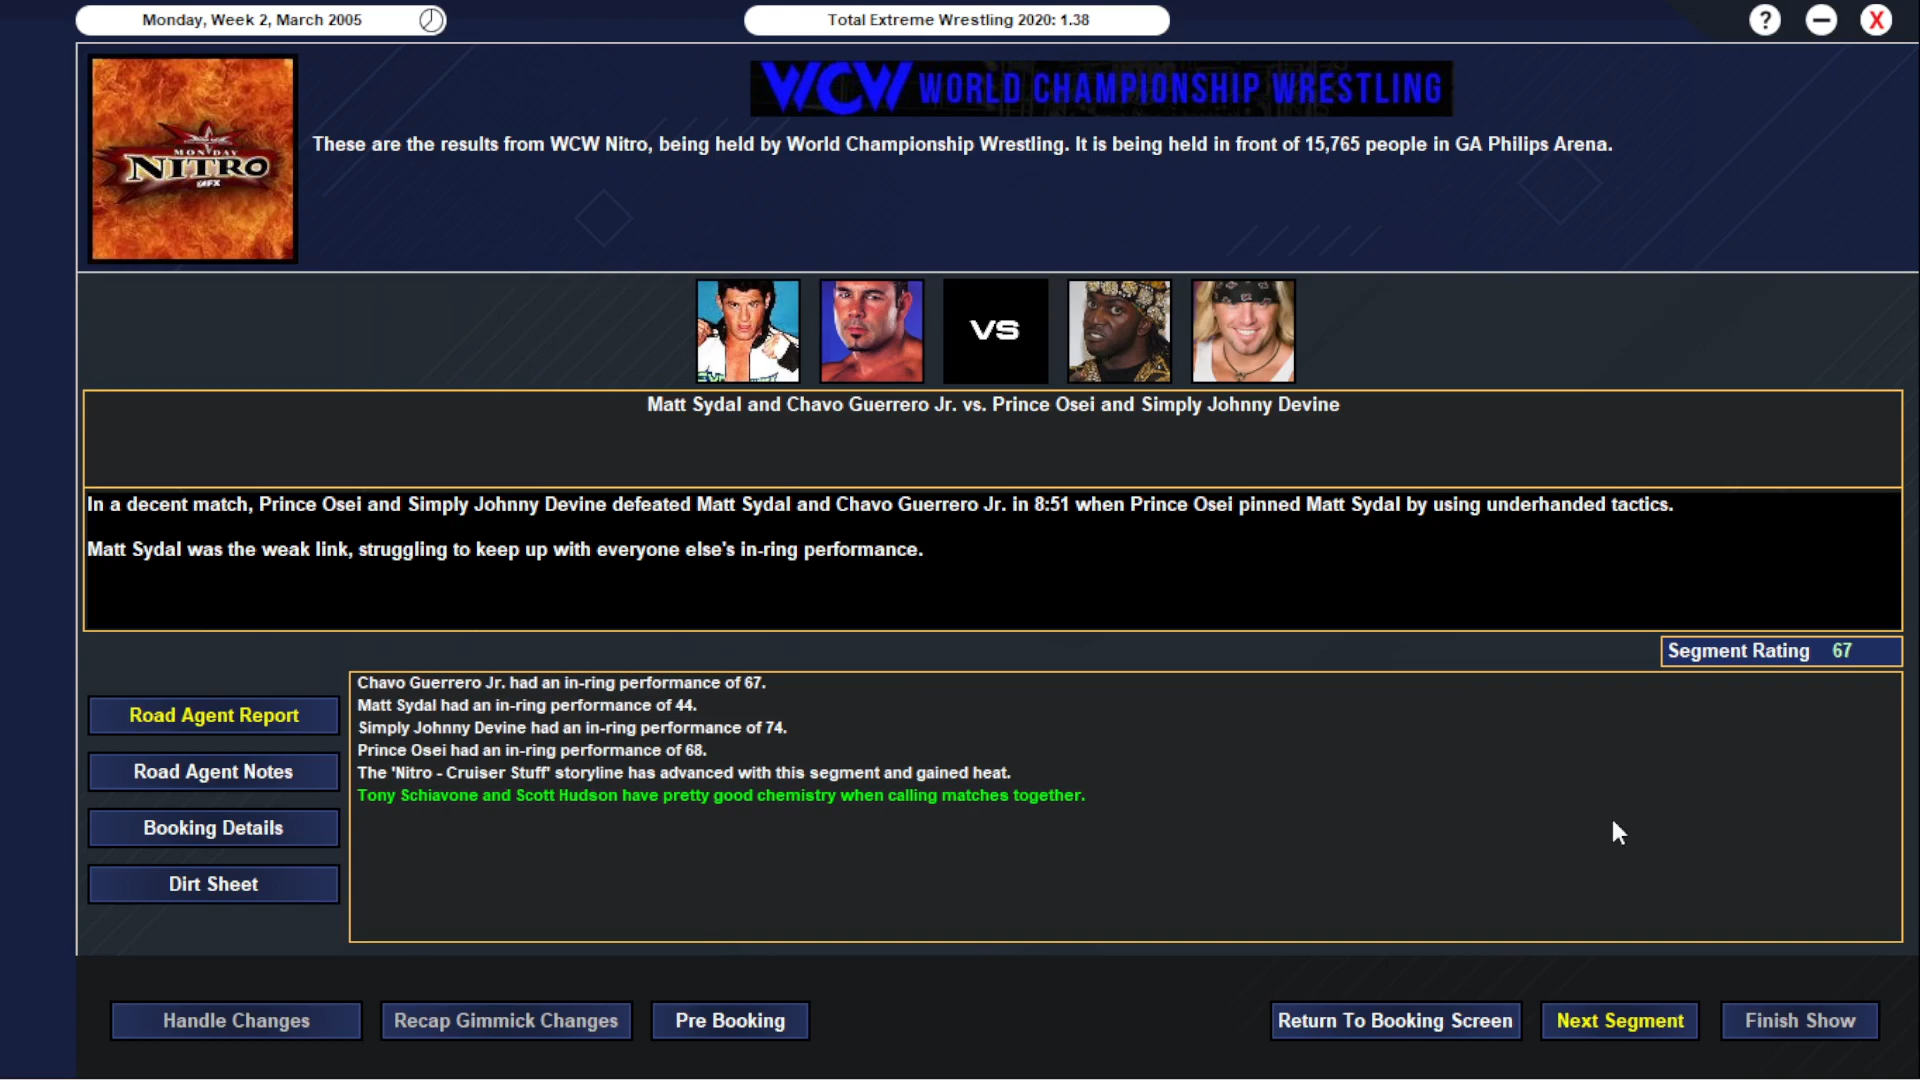 Monday, Week 2, March 2005
Total Extreme Wrestling 2020: 1.38
?
X
WCW WORLD CHAMPIONSHIP WRESTLING
MONDAY
NITRO
These are the results from WCW Nitro, being held by World Championship Wrestling. It is being held in front of 15,765 people in GA Philips Arena.
VS
Matt Sydal and Chavo Guerrero Jr. vs. Prince Osei and Simply Johnny Devine
In a decent match, Prince Osei and Simply Johnny Devine defeated Matt Sydal and Chavo Guerrero Jr. in 8:51 when Prince Osei pinned Matt Sydal by using underhanded tactics.
Matt Sydal was the weak link, struggling to keep up with everyone else's in-ring performance.
Segment Rating 67
Road Agent Report
Road Agent Notes
Booking Details
Dirt Sheet
Chavo Guerrero Jr. had an in-ring performance of 67.
Matt Sydal had an in-ring performance of 44.
Simply Johnny Devine had an in-ring performance of 74.
Prince Osei had an in-ring performance of 68.
The 'Nitro - Cruiser Stuff' storyline has advanced with this segment and gained heat.
Tony Schiavone and Scott Hudson have pretty good chemistry when calling matches together.
Handle Changes
Recap Gimmick Changes
Pre Booking
Return To Booking Screen
Next Segment
Finish Show